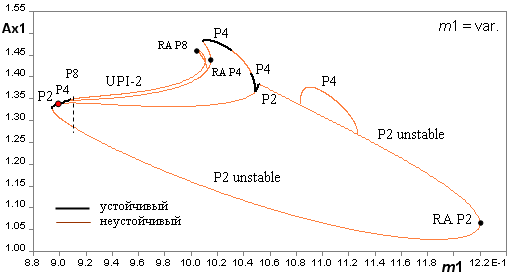 1.55
Ax1
1.50
1.45
1.40
1.35
1.30
1.25
1.20
1.15
1.10
1.05
1.00
m1 = var.
P4
RA P8
RA P4
P4
P8
UPI-2
P4
P2
P2
P4
P2 unstable
P2 unstable
RA P2
устойчивый
неустойчивый
8.8 9.0 9.2 9.4 9.6 9.8 10.0 10.2 10.4 10.6 10.8 11.0 11.2 11.4 11.6 11.8 12.2E-1
m1